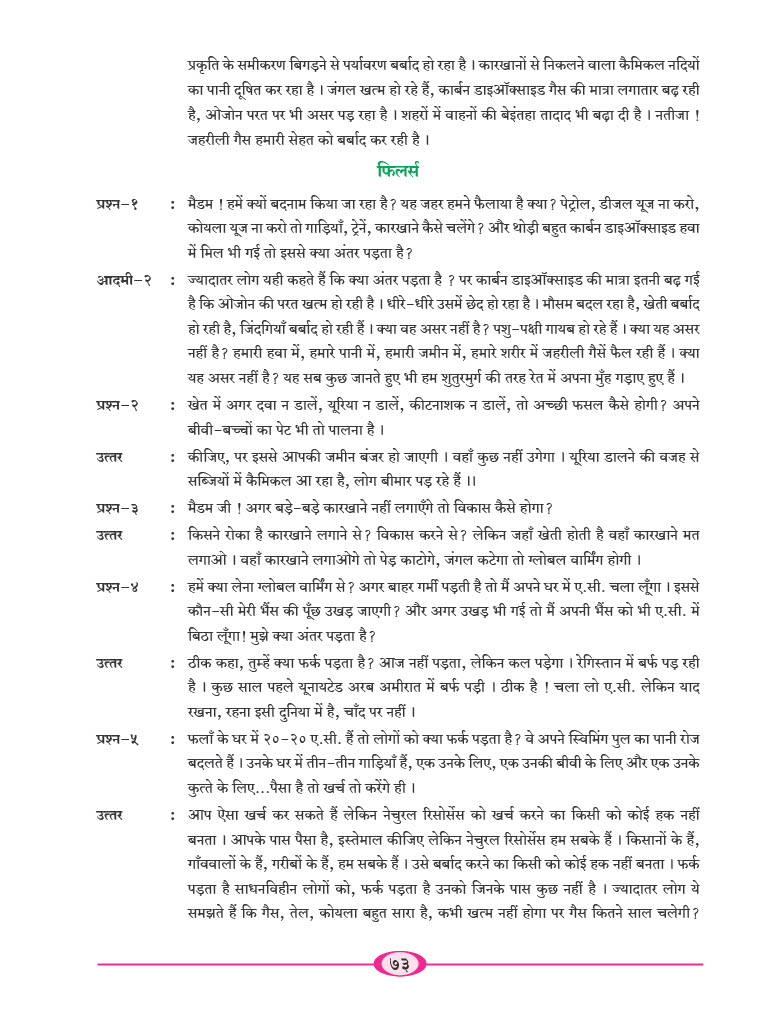 प्रकृति के समीकरण बिगड़ने से पर्यावरण बर्बाद हो रहा है । कारखानों से निकलने वाला कैमिकल नदियों
का पानी दूषित कर रहा है । जंगल खत्म हो रहे हैं, कार्बन डाइऑक्साइड गैस की मात्रा लगातार बढ़ रही
है, ओजोन परत पर भी असर पड़ रहा है । शहरों में वाहनों की बेइंतहा तादाद भी बढ़ा दी है । नतीजा !
जहरीली गैस हमारी सेहत को बर्बाद कर रही है ।
फिलर्स
प्रश्न-१ : मैडम ! हमें क्यों बदनाम किया जा रहा है? यह जहर हमने फैलाया है क्या? पेट्रोल, डीजल यूज ना करो,
कोयला यूज ना करो तो गाड़ियाँ, ट्रेनें, कारखाने कैसे चलेंगे? और थोड़ी बहुत कार्बन डाइऑक्साइड हवा
में मिल भी गई तो इससे क्या अंतर पड़ता है?
आदमी-२ : ज्यादातर लोग यही कहते हैं कि क्या अंतर पड़ता है ? पर कार्बन डाइऑक्साइड की मात्रा इतनी बढ़ गई
है कि ओजोन की परत खत्म हो रही है । धीरे-धीरे उसमें छेद हो रहा है । मौसम बदल रहा है, खेती बर्बाद
हो रही है, जिंदगियाँ बर्बाद हो रही हैं । क्या वह असर नहीं है? पशु-पक्षी गायब हो रहे हैं । क्या यह असर
नहीं है? हमारी हवा में, हमारे पानी में, हमारी जमीन में, हमारे शरीर में जहरीली गैसें फैल रही हैं । क्या
यह असर नहीं है? यह सब कुछ जानते हुए भी हम शुतुरमुर्ग की तरह रेत में अपना मुँह गड़ाए हुए हैं ।
प्रश्न-२ : खेत में अगर दवा न डालें, यूरिया न डालें, कीटनाशक न डालें, तो अच्छी फसल कैसे होगी? अपने
बीवी-बच्चों का पेट भी तो पालना है ।
उत्तर : कीजिए, पर इससे आपकी जमीन बंजर हो जाएगी । वहाँ कुछ नहीं उगेगा । यूरिया डालने की वजह से
सब्जियों में कैमिकल आ रहा है, लोग बीमार पड़ रहे हैं ।।
प्रश्न-३ : मैडम जी ! अगर बड़े-बड़े कारखाने नहीं लगाएँगे तो विकास कैसे होगा?
उत्तर : किसने रोका है कारखाने लगाने से? विकास करने से? लेकिन जहाँ खेती होती है वहाँ कारखाने मत
लगाओ । वहाँ कारखाने लगाओगे तो पेड़ काटोगे, जंगल कटेगा तो ग्लोबल वार्मिंग होगी ।
प्रश्न-४ : हमें क्या लेना ग्लोबल वार्मिंग से? अगर बाहर गर्मी पड़ती है तो मैं अपने घर में ए.सी. चला लूँगा । इससे
कौन-सी मेरी भैंस की पूँछ उखड़ जाएगी? और अगर उखड़ भी गई तो मैं अपनी भैंस को भी ए.सी. में
बिठा लूँगा! मुझे क्या अंतर पड़ता है?
उत्तर : ठीक कहा, तुम्हें क्या फर्क पड़ता है? आज नहीं पड़ता, लेकिन कल पड़ेगा । रेगिस्तान में बर्फ पड़ रही
है । कुछ साल पहले यूनायटेड अरब अमीरात में बर्फ पड़ी । ठीक है ! चला लो ए.सी. लेकिन याद
रखना, रहना इसी दुनिया में है, चाँद पर नहीं ।
प्रश्न-५ : फलाँ के घर में २०-२० ए.सी. हैं तो लोगों को क्या फर्क पड़ता है? वे अपने स्विमिंग पुल का पानी रोज
बदलते हैं । उनके घर में तीन-तीन गाड़ियाँ हैं, एक उनके लिए, एक उनकी बीवी के लिए और एक उनके
कुत्ते के लिए...पैसा है तो खर्च तो करेंगे ही ।
उत्तर : आप ऐसा खर्च कर सकते हैं लेकिन नेचुरल रिसोर्सेस को खर्च करने का किसी को कोई हक नहीं
बनता । आपके पास पैसा है, इस्तेमाल कीजिए लेकिन नेचुरल रिसोर्सेस हम सबके हैं । किसानों के हैं,
गाँववालों के हैं, गरीबों के हैं, हम सबके हैं । उसे बर्बाद करने का किसी को कोई हक नहीं बनता । फर्क
पड़ता है साधनविहीन लोगों को, फर्क पड़ता है उनको जिनके पास कुछ नहीं है । ज्यादातर लोग ये
समझते हैं कि गैस, तेल, कोयला बहुत सारा है, कभी खत्म नहीं होगा पर गैस कितने साल चलेगी?
७३